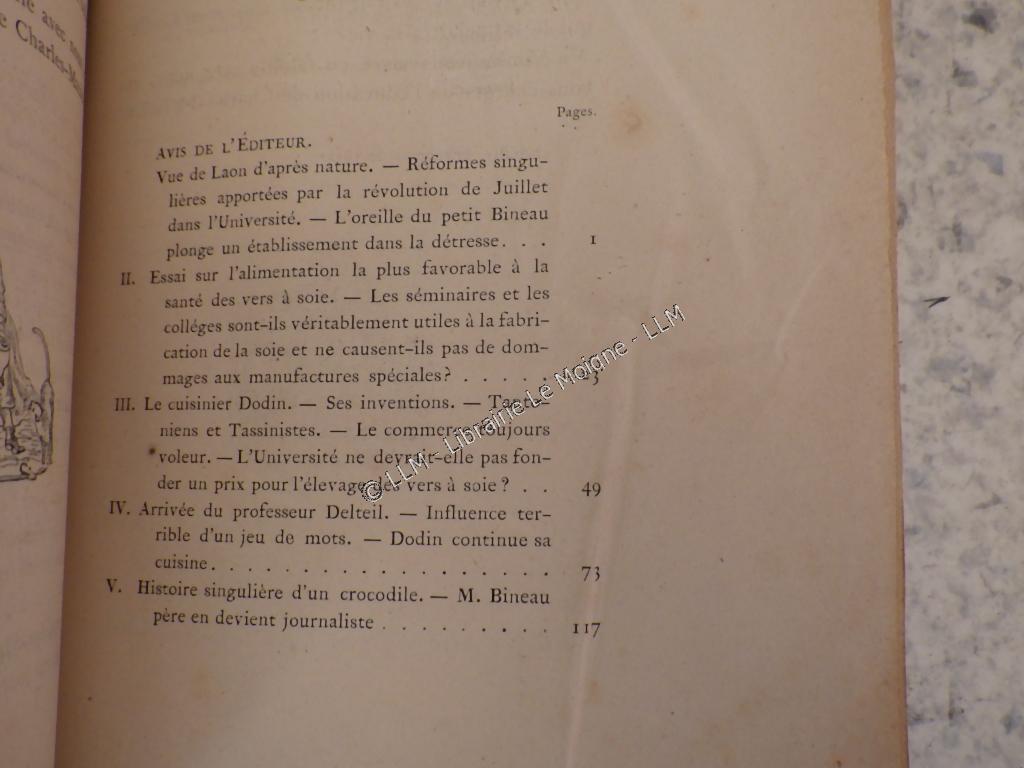 avec
Charles-
Pages.
AVIS DE L'ÉDITEUR.
Vue de Laon d'après nature. — Réformes singu-
lières apportées par la révolution de Juillet
dans l'Université. — L'oreille du petit Bineau
plonge un établissement dans la détresse. . . 1
II. Essai sur l'alimentation la plus favorable à la
santé des vers à soie. — Les séminaires et les
colléges sont-ils véritablement utiles à la fabri-
cation de la soie et ne causent-ils pas de dom-
mages aux manufactures spéciales? . . . . .
III. Le cuisinier Dodin. — Ses inventions. —
niens et Tassinistes. — Le commerce toujours
voleur. — L'Université ne devrait-elle pas fon-
der un prix pour l'élevage des vers à soie? . . 49
IV. Arrivée du professeur Delteil. — Influence ter-
rible d'un jeu de mots. — Dodin continue sa
cuisine. . . . . . . . . . . . . . . . . . 73
V. Histoire singulière d'un crocodile. — M. Bineau
père en devient journaliste . . . . . . . . . 117
© LLM - Librairie Le Moigne - LLM